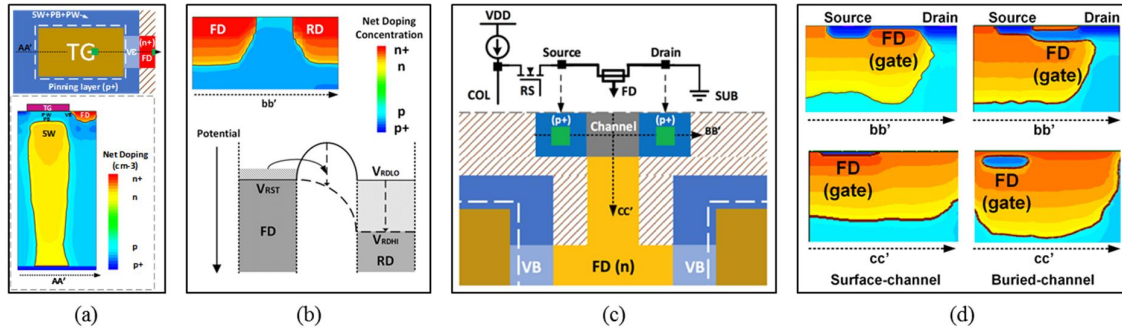 SW+PB+PW
AA'
TG
VB
(n+)
FD
Pinning layer (p+)
TG
PW
PB
VB
FD
SW
Net Doping
(cm-3)
n+
n
p
p+
AA'
(a)
FD
RD
Net Doping
Concentration
n+
n
p
p+
bb'
Potential
VRST
VRDLO
VRDHI
FD
RD
(b)
VDD
Source
Drain
COL
RS
FD
SUB
(p+)
Channel
(p+)
BB'
CC'
VB
FD (n)
VB
(c)
Source
Drain
Source
Drain
FD
(gate)
FD
(gate)
bb'
bb'
FD
(gate)
FD
(gate)
cc'
cc'
Surface-channel
Buried-channel
(d)